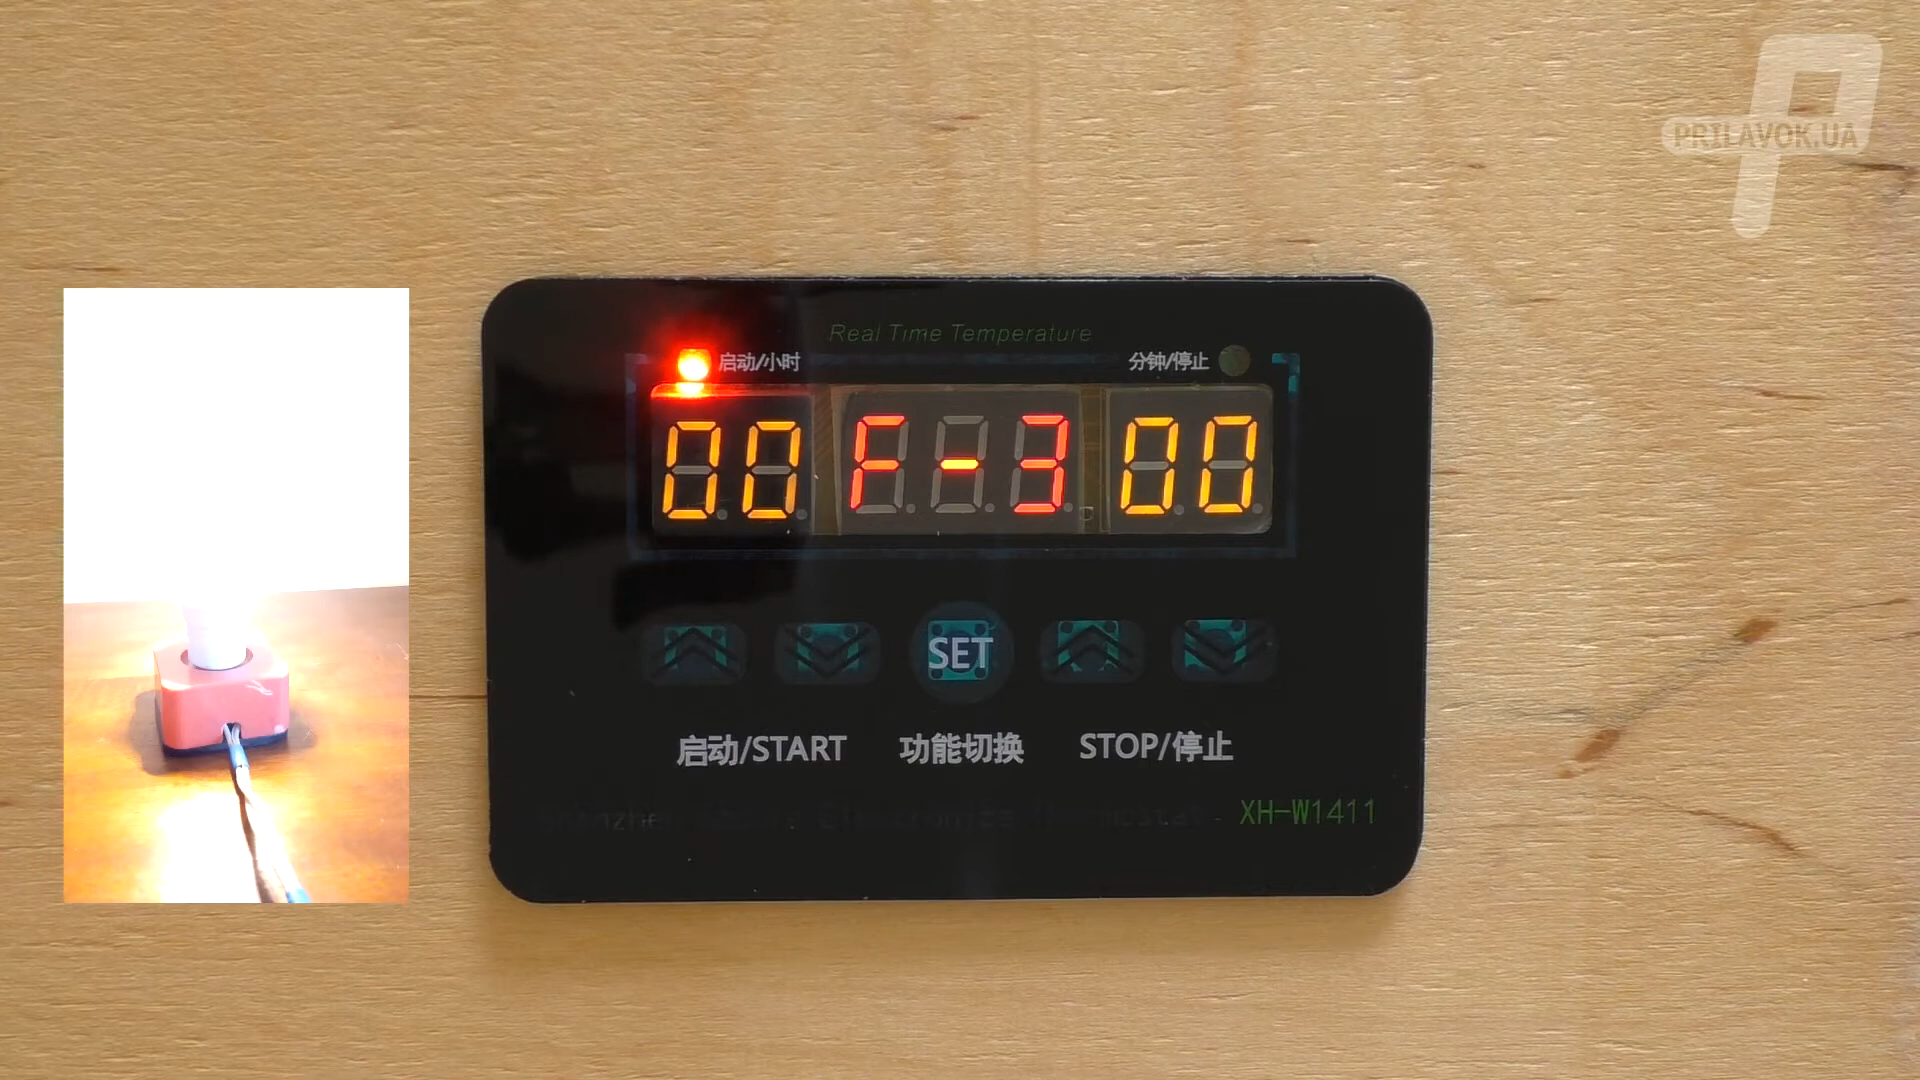 PRILAVOK.UA
Real Time Temperature
启动/小时 分钟/停止
00 F-3 00
SET
启动/START 功能切换 STOP/停止
XH-W1411